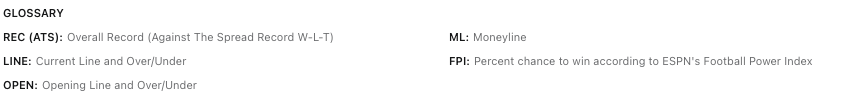 GLOSSARY
REC (ATS): Overall Record (Against The Spread Record W-L-T)
LINE: Current Line and Over/Under
OPEN: Opening Line and Over/Under
ML: Moneyline
FPI: Percent chance to win according to ESPN's Football Power Index